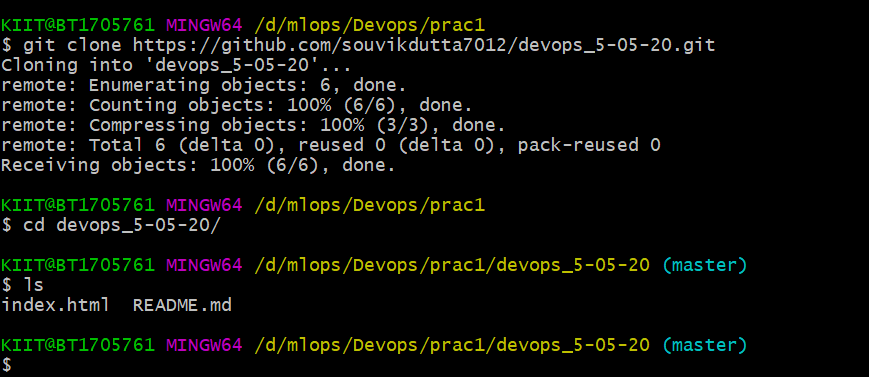 KIIT@BT1705761 MINGW64 /d/mlops/Devops/prac1
$ git clone https://github.com/souvikdutta7012/devops_5-05-20.git
Cloning into 'devops_5-05-20'...
remote: Enumerating objects: 6, done.
remote: Counting objects: 100% (6/6), done.
remote: Compressing objects: 100% (3/3), done.
remote: Total 6 (delta 0), reused 0 (delta 0), pack-reused 0
Receiving objects: 100% (6/6), done.
KIIT@BT1705761 MINGW64 /d/mlops/Devops/prac1
$ cd devops_5-05-20/
KIIT@BT1705761 MINGW64 /d/mlops/Devops/prac1/devops_5-05-20 (master)
$ ls
index.html  README.md
KIIT@BT1705761 MINGW64 /d/mlops/Devops/prac1/devops_5-05-20 (master)
$